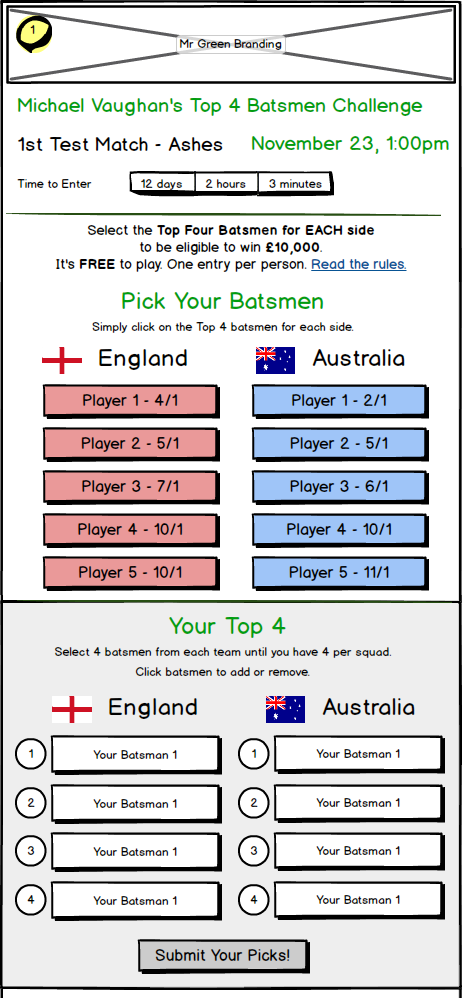 1
Mr Green Branding
Michael Vaughan's Top 4 Batsmen Challenge
1st Test Match - Ashes November 23, 1:00pm
Time to Enter 12 days 2 hours 3 minutes
Select the Top Four Batsmen for EACH side
to be eligible to win £10,000.
It's FREE to play. One entry per person. Read the rules.
Pick Your Batsmen
Simply click on the Top 4 batsmen for each side.
England Australia
Player 1 - 4/1 Player 1 - 2/1
Player 2 - 5/1 Player 2 - 5/1
Player 3 - 7/1 Player 3 - 6/1
Player 4 - 10/1 Player 4 - 10/1
Player 5 - 10/1 Player 5 - 11/1
Your Top 4
Select 4 batsmen from each team until you have 4 per squad.
Click batsmen to add or remove.
England Australia
1 Your Batsman 1 1 Your Batsman 1
2 Your Batsman 1 2 Your Batsman 1
3 Your Batsman 1 3 Your Batsman 1
4 Your Batsman 1 4 Your Batsman 1
Submit Your Picks!